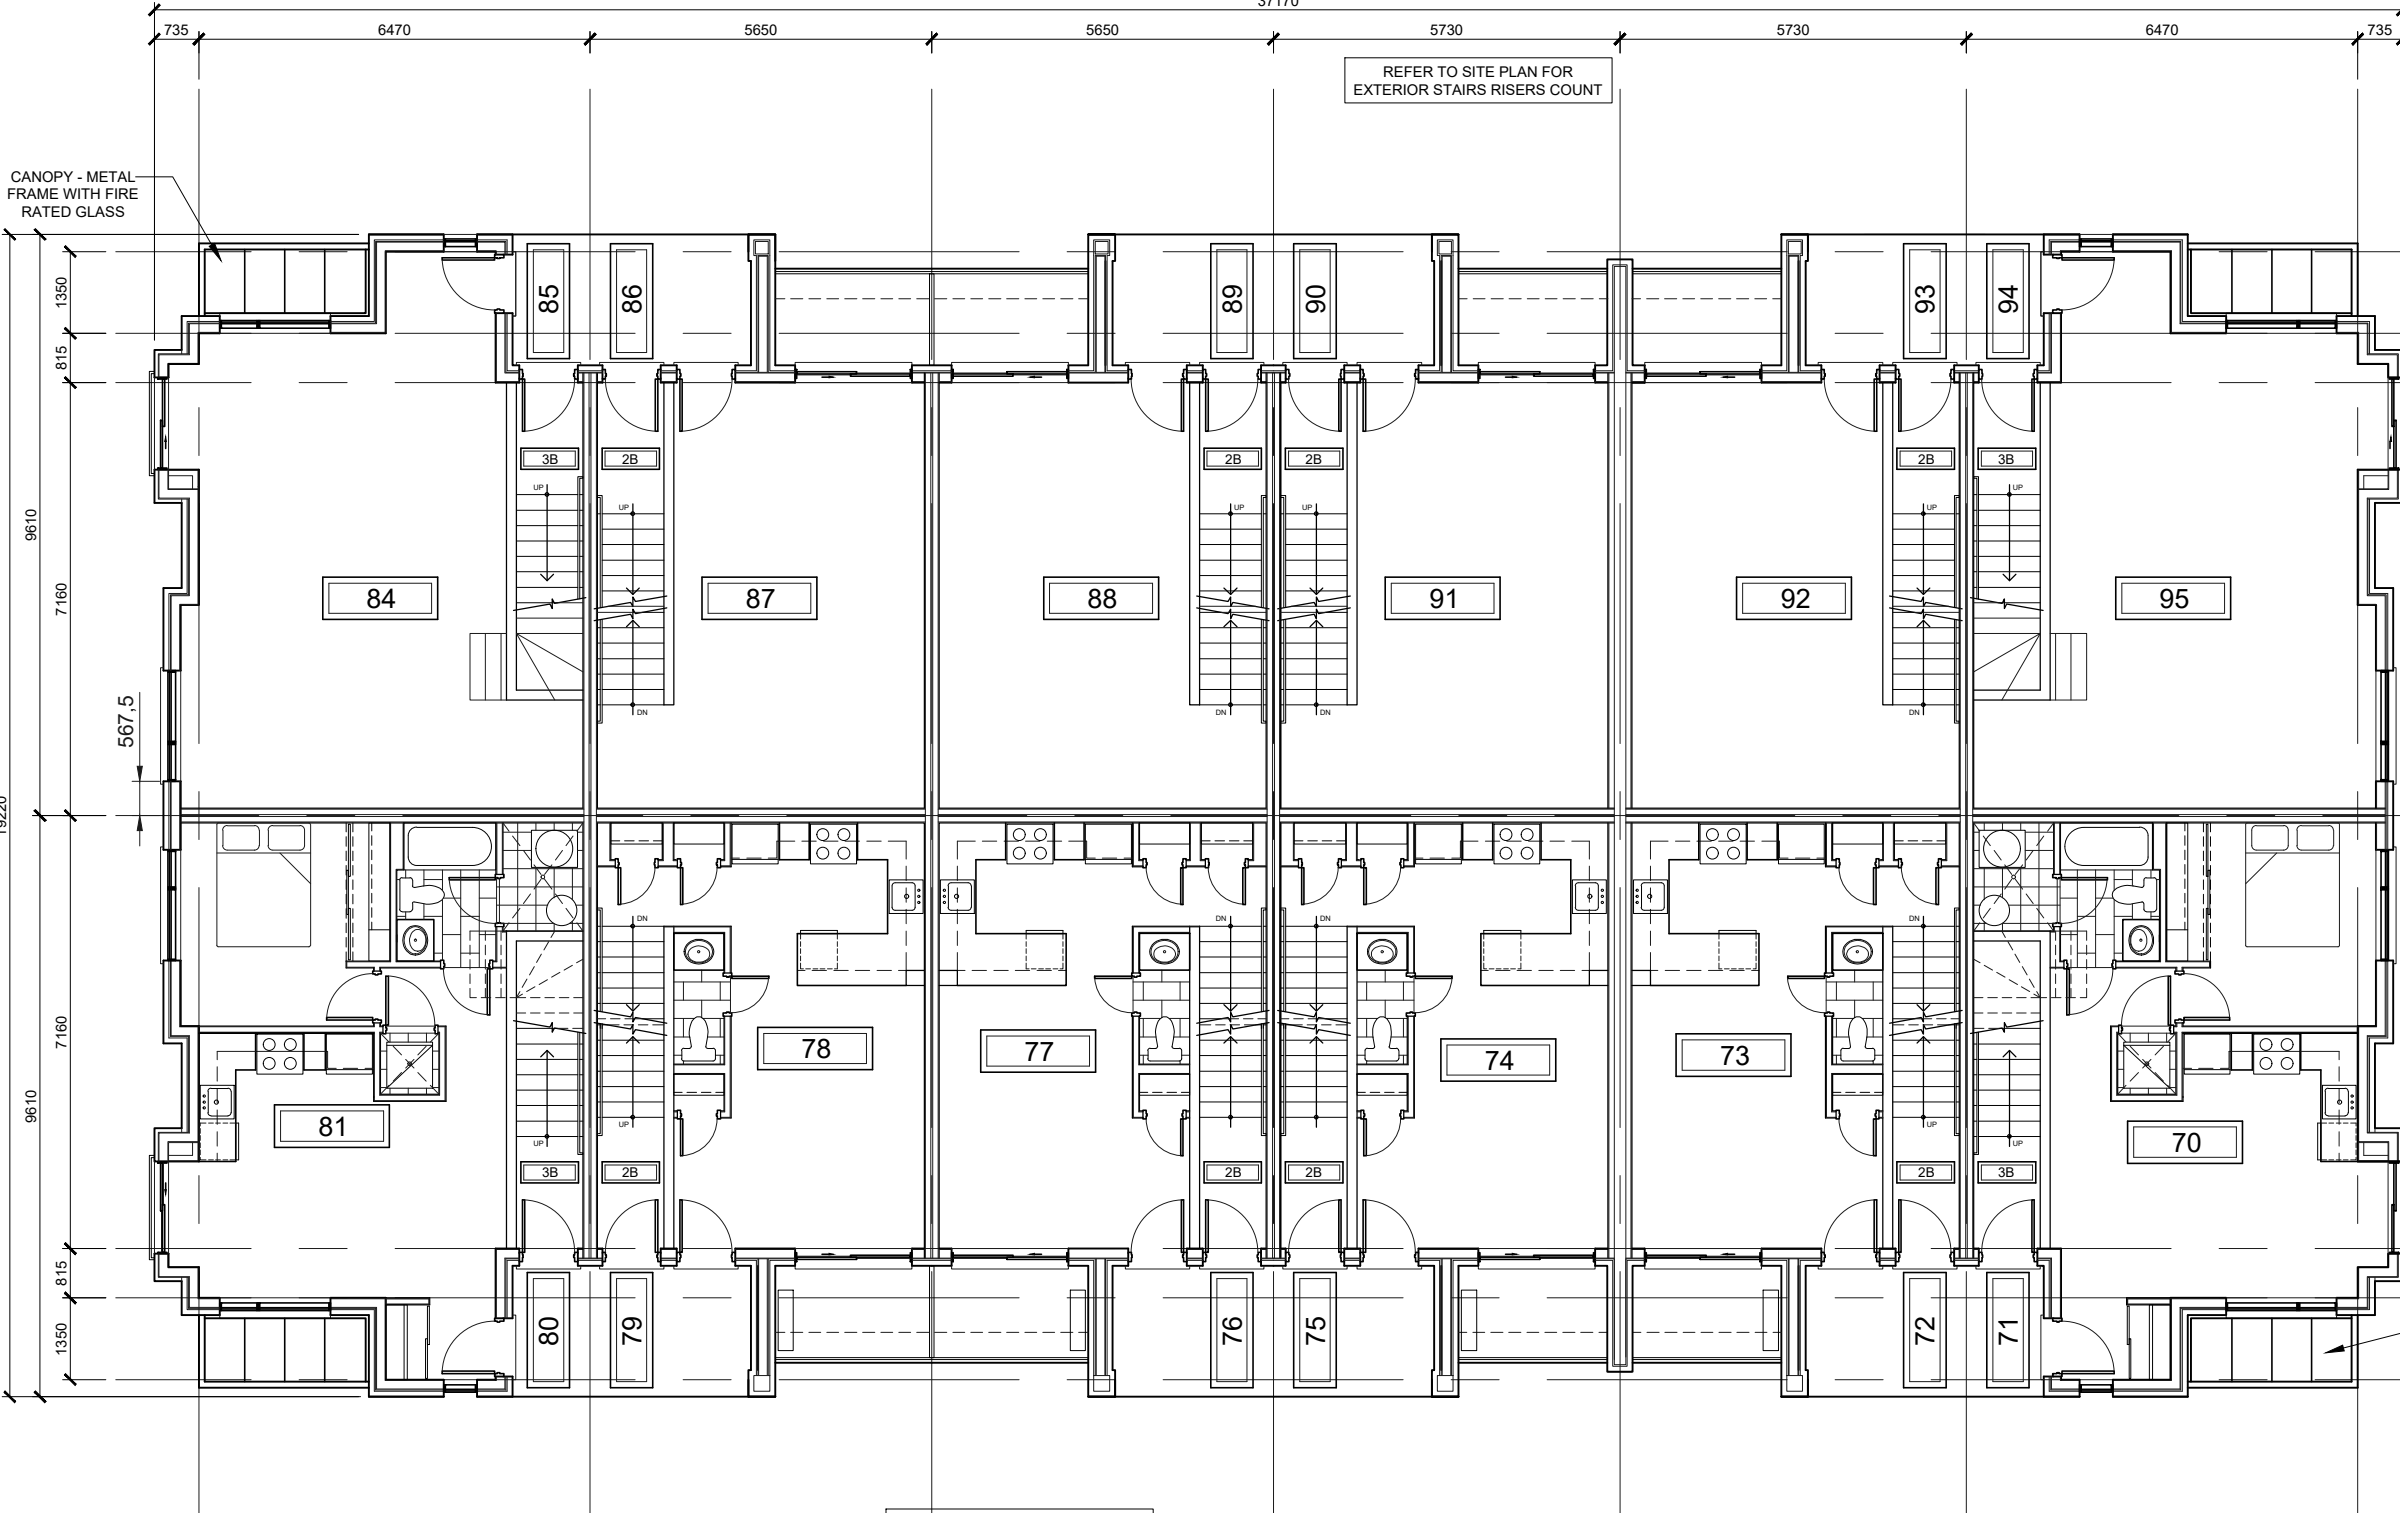 37170
735
6470
5650
5650
5730
5730
6470
735
REFER TO SITE PLAN FOR
EXTERIOR STAIRS RISERS COUNT
CANOPY - METAL
FRAME WITH FIRE
RATED GLASS
1350
815
9610
7160
567,5
19220
7160
9610
815
1350
85
86
89
90
93
94
3B
2B
2B
2B
2B
3B
UP
UP
UP
UP
UP
UP
84
87
88
91
92
95
DN
DN
DN
DN
DN
DN
DN
DN
78
77
74
73
81
70
UP
UP
UP
UP
UP
UP
3B
2B
2B
2B
2B
3B
80
79
76
75
72
71